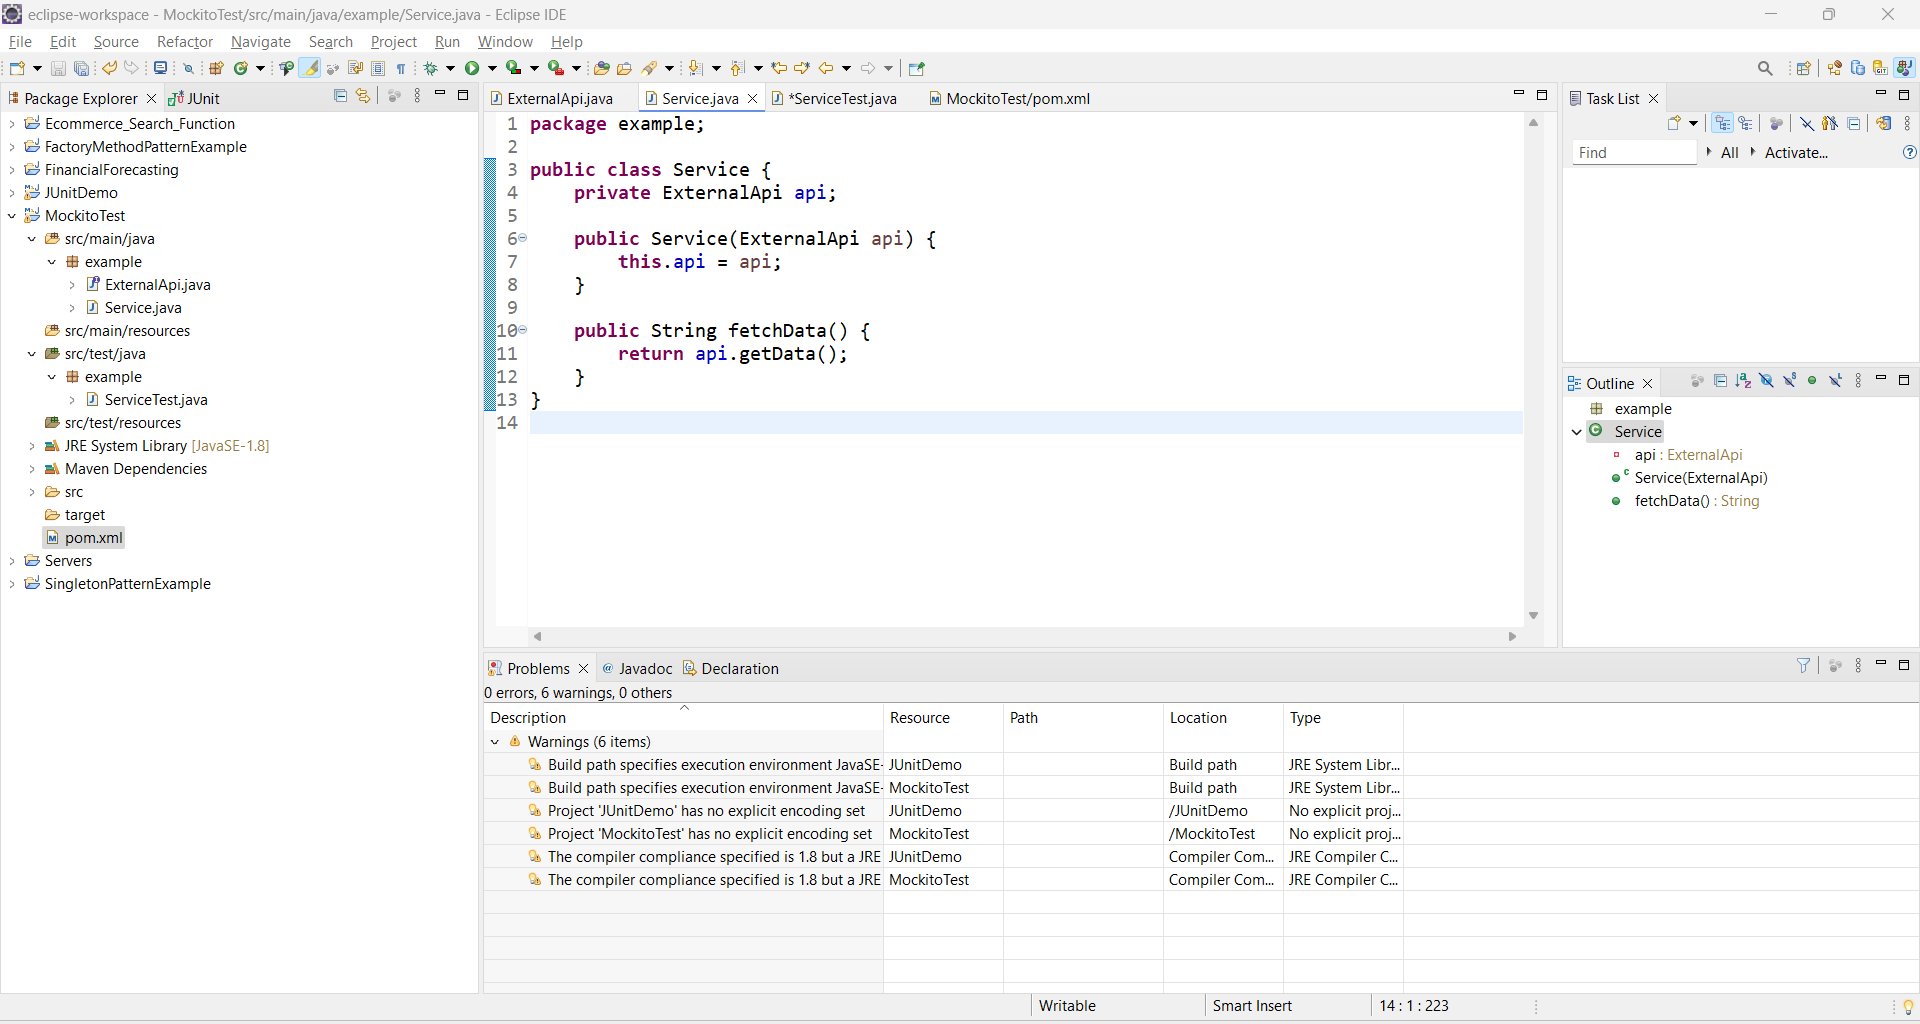 eclipse-workspace - MockitoTest/src/main/java/example/Service.java - Eclipse IDE
File Edit Source Refactor Navigate Search Project Run Window Help
Package Explorer JUnit
Ecommerce_Search_Function
FactoryMethodPatternExample
FinancialForecasting
JUnitDemo
MockitoTest
src/main/java
example
ExternalApi.java
Service.java
src/main/resources
src/test/java
example
ServiceTest.java
src/test/resources
JRE System Library [JavaSE-1.8]
Maven Dependencies
src
target
pom.xml
Servers
SingletonPatternExample
ExternalApi.java Service.java *ServiceTest.java MockitoTest/pom.xml
1 package example;
2
3 public class Service {
4     private ExternalApi api;
5
6     public Service(ExternalApi api) {
7         this.api = api;
8     }
9
10     public String fetchData() {
11         return api.getData();
12     }
13 }
14
Task List
Find All Activate...
Outline
example
Service
api : ExternalApi
Service(ExternalApi)
fetchData() : String
Problems Javadoc Declaration
0 errors, 6 warnings, 0 others
Description Resource Path Location Type
Warnings (6 items)
Build path specifies execution environment JavaSE- JUnitDemo Build path JRE System Libr...
Build path specifies execution environment JavaSE- MockitoTest Build path JRE System Libr...
Project 'JUnitDemo' has no explicit encoding set JUnitDemo /JUnitDemo No explicit proj...
Project 'MockitoTest' has no explicit encoding set MockitoTest /MockitoTest No explicit proj...
The compiler compliance specified is 1.8 but a JRE JUnitDemo Compiler Com... JRE Compiler C...
The compiler compliance specified is 1.8 but a JRE MockitoTest Compiler Com... JRE Compiler C...
Writable Smart Insert 14 : 1 : 223